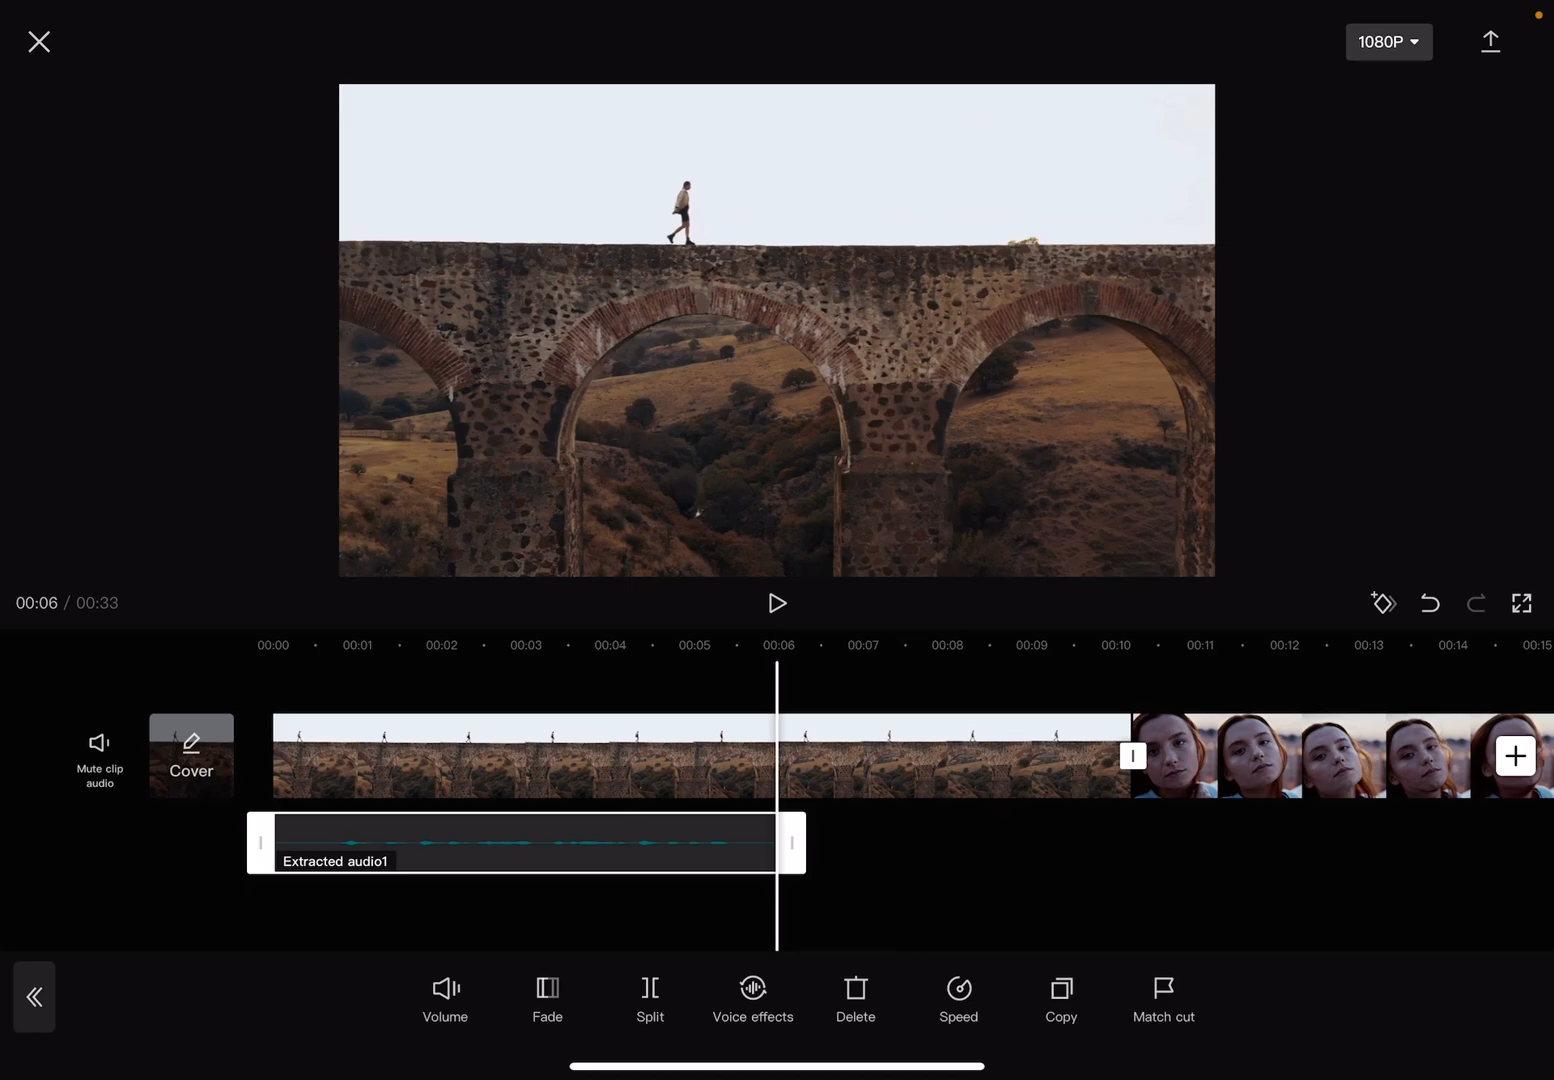 1080P
00:06 / 00:33
00:00 00:01 00:02 00:03 00:04 00:05 00:06 00:07 00:08 00:09 00:10 00:11 00:12 00:13 00:14 00:15
Mute clip
audio
Cover
Extracted audio1
Volume Fade Split Voice effects Delete Speed Copy Match cut